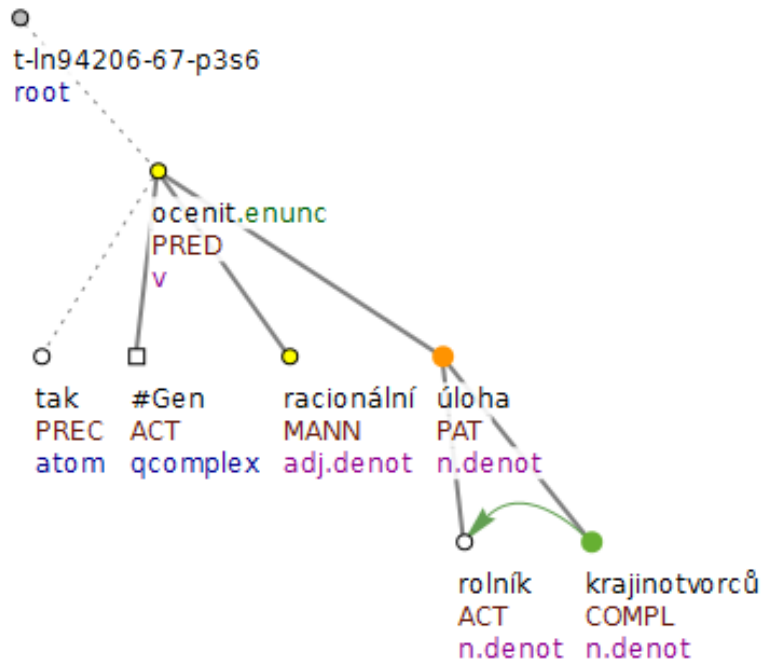 t-ln94206-67-p3s6
root
ocenit.enunc
PRED
v
tak #Gen racionální úloha
PREC ACT MANN PAT
atom qcomplex adj.denot n.denot
rolník krajinotvorců
ACT COMPL
n.denot n.denot